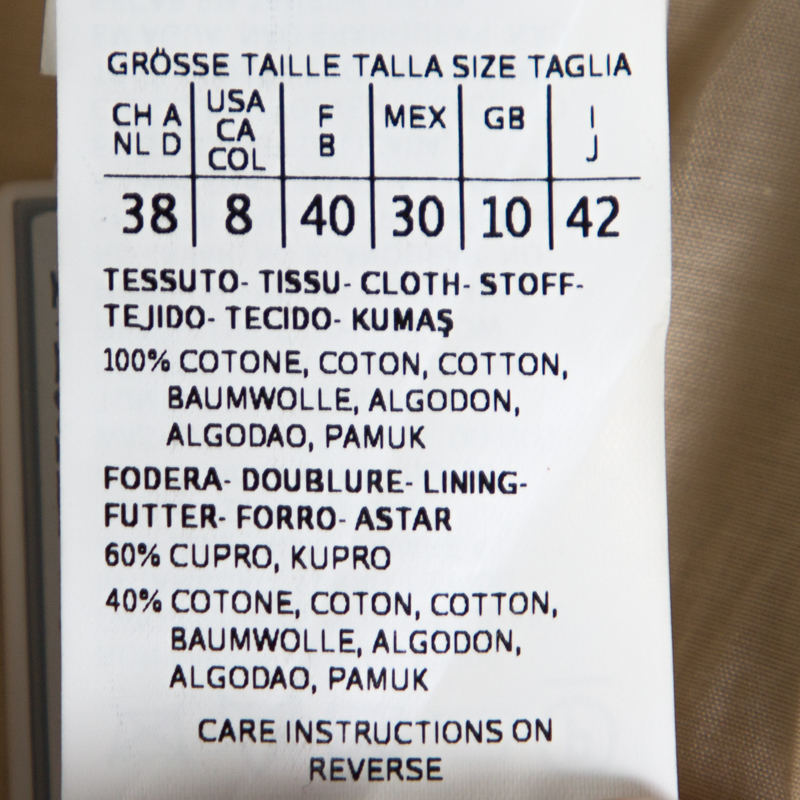 GRÖSSE TAILLE TALLA SIZE TAGLIA
CH A NL D
USA CA COL
F B
MEX
GB
I J
38 8 40 30 10 42
TESSUTO- TISSU- CLOTH- STOFF-
TEJIDO- TECIDO- KUMAŞ
100% COTONE, COTON, COTTON,
BAUMWOLLE, ALGODON,
ALGODAO, PAMUK
FODERA- DOUBLURE- LINING-
FUTTER- FORRO- ASTAR
60% CUPRO, KUPRO
40% COTONE, COTON, COTTON,
BAUMWOLLE, ALGODON,
ALGODAO, PAMUK
CARE INSTRUCTIONS ON
REVERSE